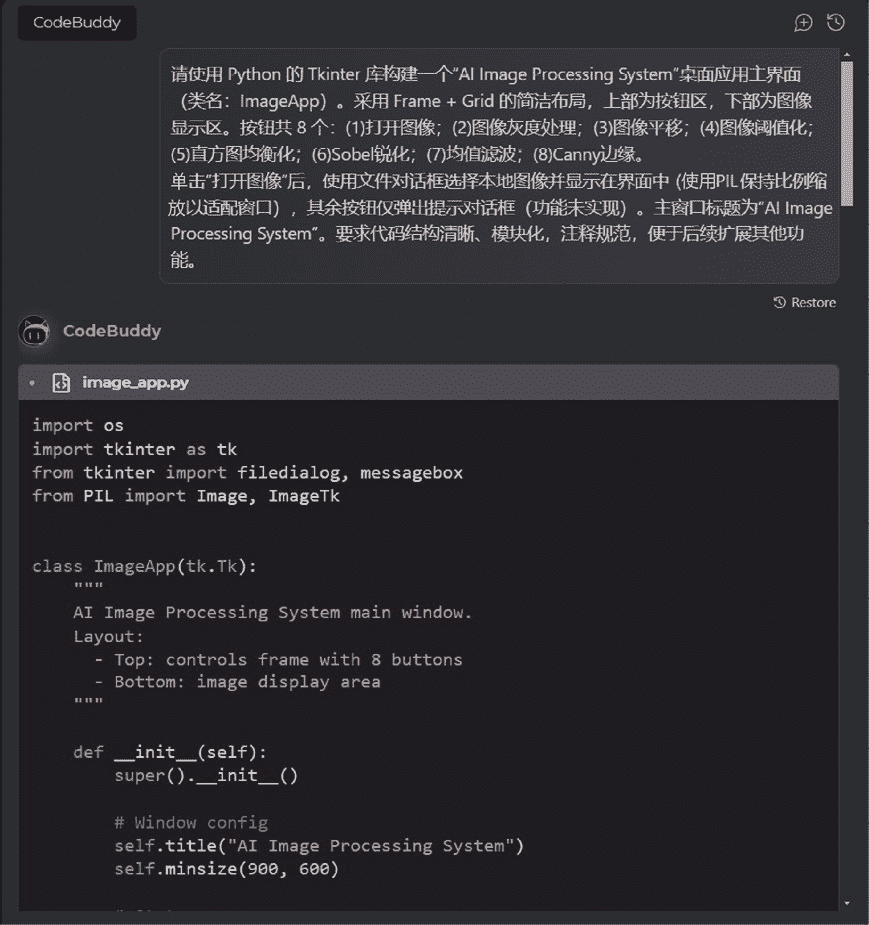 CodeBuddy
请使用 Python 的 Tkinter 库构建一个“AI Image Processing System”桌面应用主界面
（类名：ImageApp）。采用 Frame + Grid 的简洁布局，上部为按钮区，下部为图像
显示区。按钮共 8 个：(1)打开图像；(2)图像灰度处理；(3)图像平移；(4)图像阈值化；
(5)直方图均衡化；(6)Sobel锐化；(7)均值滤波；(8)Canny边缘。
单击“打开图像”后，使用文件对话框选择本地图像并显示在界面中 (使用PIL保持比例缩
放以适配窗口），其余按钮仅弹出提示对话框（功能未实现）。主窗口标题为“AI Image
Processing System”。要求代码结构清晰、模块化，注释规范，便于后续扩展其他功
能。
Restore
CodeBuddy
image_app.py
import os
import tkinter as tk
from tkinter import filedialog, messagebox
from PIL import Image, ImageTk
class ImageApp(tk.Tk):
"""
AI Image Processing System main window.
Layout:
- Top: controls frame with 8 buttons
- Bottom: image display area
"""
def __init__(self):
super().__init__()
# Window config
self.title("AI Image Processing System")
self.minsize(900, 600)